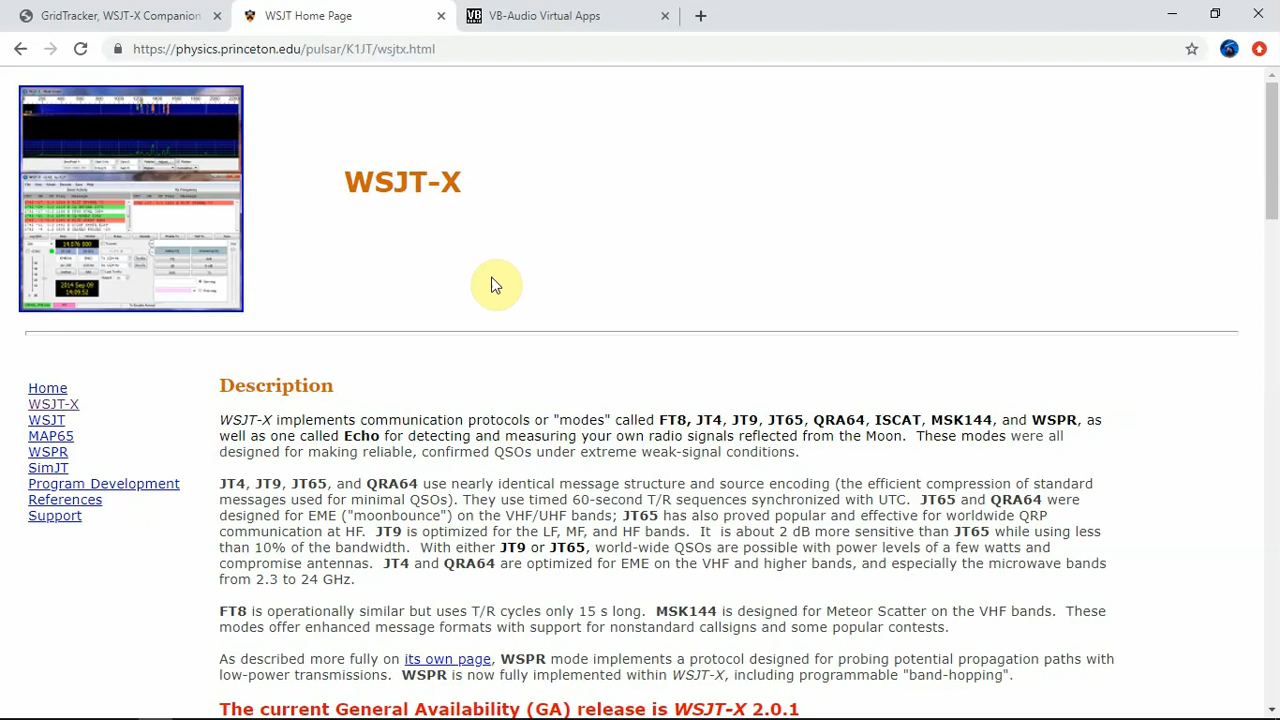 GridTracker, WSJT-X Companion
WSJT Home Page
VB-Audio Virtual Apps
https://physics.princeton.edu/pulsar/K1JT/wsjtx.html
WSJT-X
Home
WSJT-X
WSJT
MAP65
WSPR
SimJT
Program Development
References
Support
Description
WSJT-X implements communication protocols or "modes" called FT8, JT4, JT9, JT65, QRA64, ISCAT, MSK144, and WSPR, as
well as one called Echo for detecting and measuring your own radio signals reflected from the Moon. These modes were all
designed for making reliable, confirmed QSOs under extreme weak-signal conditions.
JT4, JT9, JT65, and QRA64 use nearly identical message structure and source encoding (the efficient compression of standard
messages used for minimal QSOs). They use timed 60-second T/R sequences synchronized with UTC. JT65 and QRA64 were
designed for EME ("moonbounce") on the VHF/UHF bands; JT65 has also proved popular and effective for worldwide QRP
communication at HF. JT9 is optimized for the LF, MF, and HF bands. It is about 2 dB more sensitive than JT65 while using less
than 10% of the bandwidth. With either JT9 or JT65, world-wide QSOs are possible with power levels of a few watts and
compromise antennas. JT4 and QRA64 are optimized for EME on the VHF and higher bands, and especially the microwave bands
from 2.3 to 24 GHz.
FT8 is operationally similar but uses T/R cycles only 15 s long. MSK144 is designed for Meteor Scatter on the VHF bands. These
modes offer enhanced message formats with support for nonstandard callsigns and some popular contests.
As described more fully on its own page, WSPR mode implements a protocol designed for probing potential propagation paths with
low-power transmissions. WSPR is now fully implemented within WSJT-X, including programmable "band-hopping".
The current General Availability (GA) release is WSJT-X 2.0.1